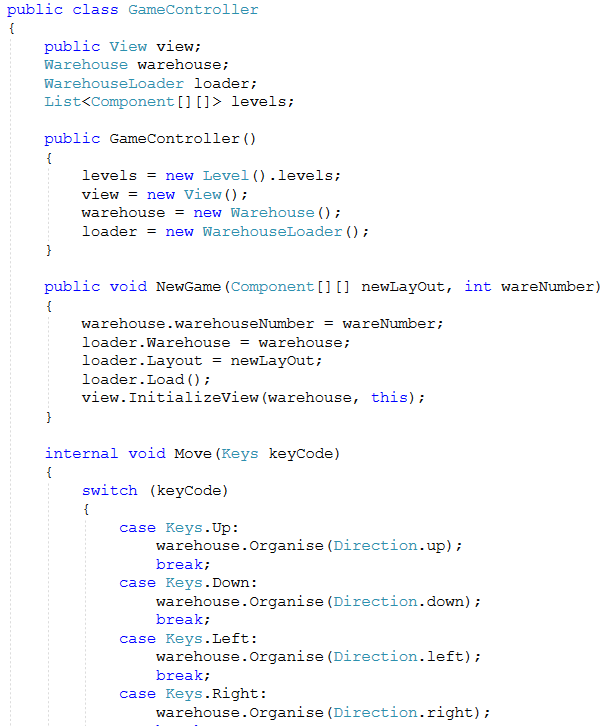 public class GameController
{
    public View view;
    Warehouse warehouse;
    WarehouseLoader loader;
    List<Component[][]> levels;

    public GameController()
    {
        levels = new Level().levels;
        view = new View();
        warehouse = new Warehouse();
        loader = new WarehouseLoader();
    }

    public void NewGame(Component[][] newLayOut, int wareNumber)
    {
        warehouse.warehouseNumber = wareNumber;
        loader.Warehouse = warehouse;
        loader.Layout = newLayOut;
        loader.Load();
        view.InitializeView(warehouse, this);
    }

    internal void Move(Keys keyCode)
    {
        switch (keyCode)
        {
            case Keys.Up:
                warehouse.Organise(Direction.up);
                break;
            case Keys.Down:
                warehouse.Organise(Direction.down);
                break;
            case Keys.Left:
                warehouse.Organise(Direction.left);
                break;
            case Keys.Right:
                warehouse.Organise(Direction.right);